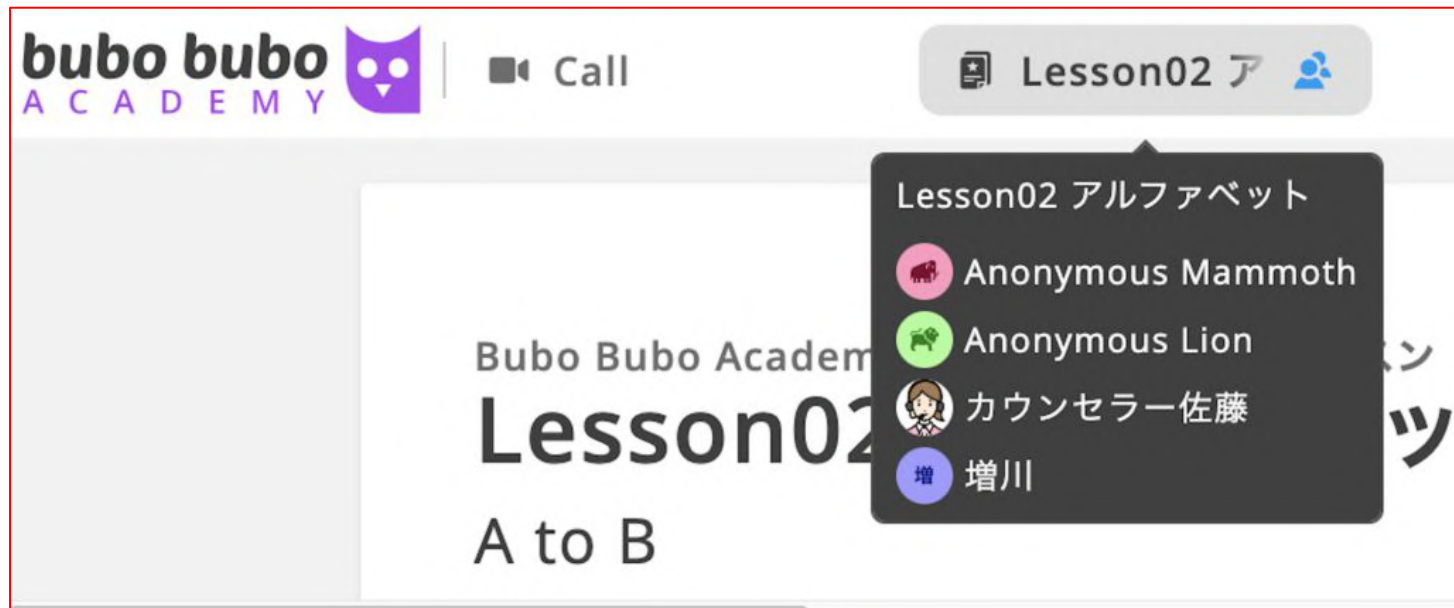 bubo bubo
ACADEMY
Call
Lesson02 ア
Lesson02 アルファベット
Anonymous Mammoth
Anonymous Lion
カウンセラー佐藤
増 増川
Bubo Bubo Academ
スン
Lesson02
ッ
A to B